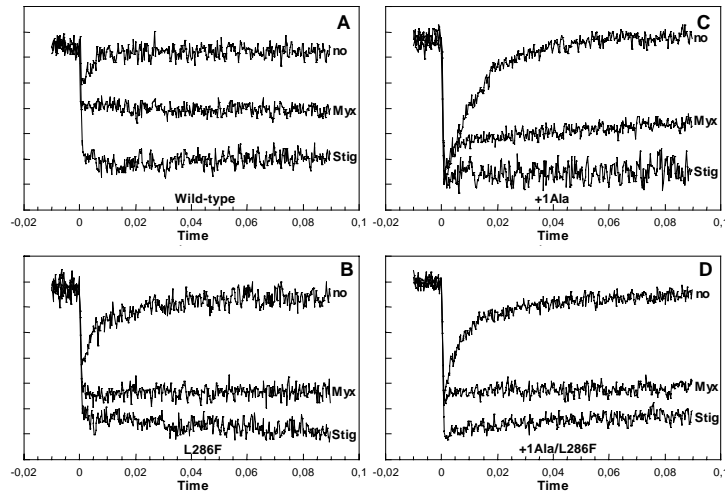 A
no
Myx
Stig
Wild-type
-0,02 0 0,02 0,04 0,06 0,08 0,1
Time
C
no
Myx
Stig
+1Ala
-0,02 0 0,02 0,04 0,06 0,08 0,1
Time
B
no
Myx
Stig
L286F
-0,02 0 0,02 0,04 0,06 0,08 0,1
Time
D
no
Myx
Stig
+1Ala/L286F
-0,02 0 0,02 0,04 0,06 0,08 0,
Time